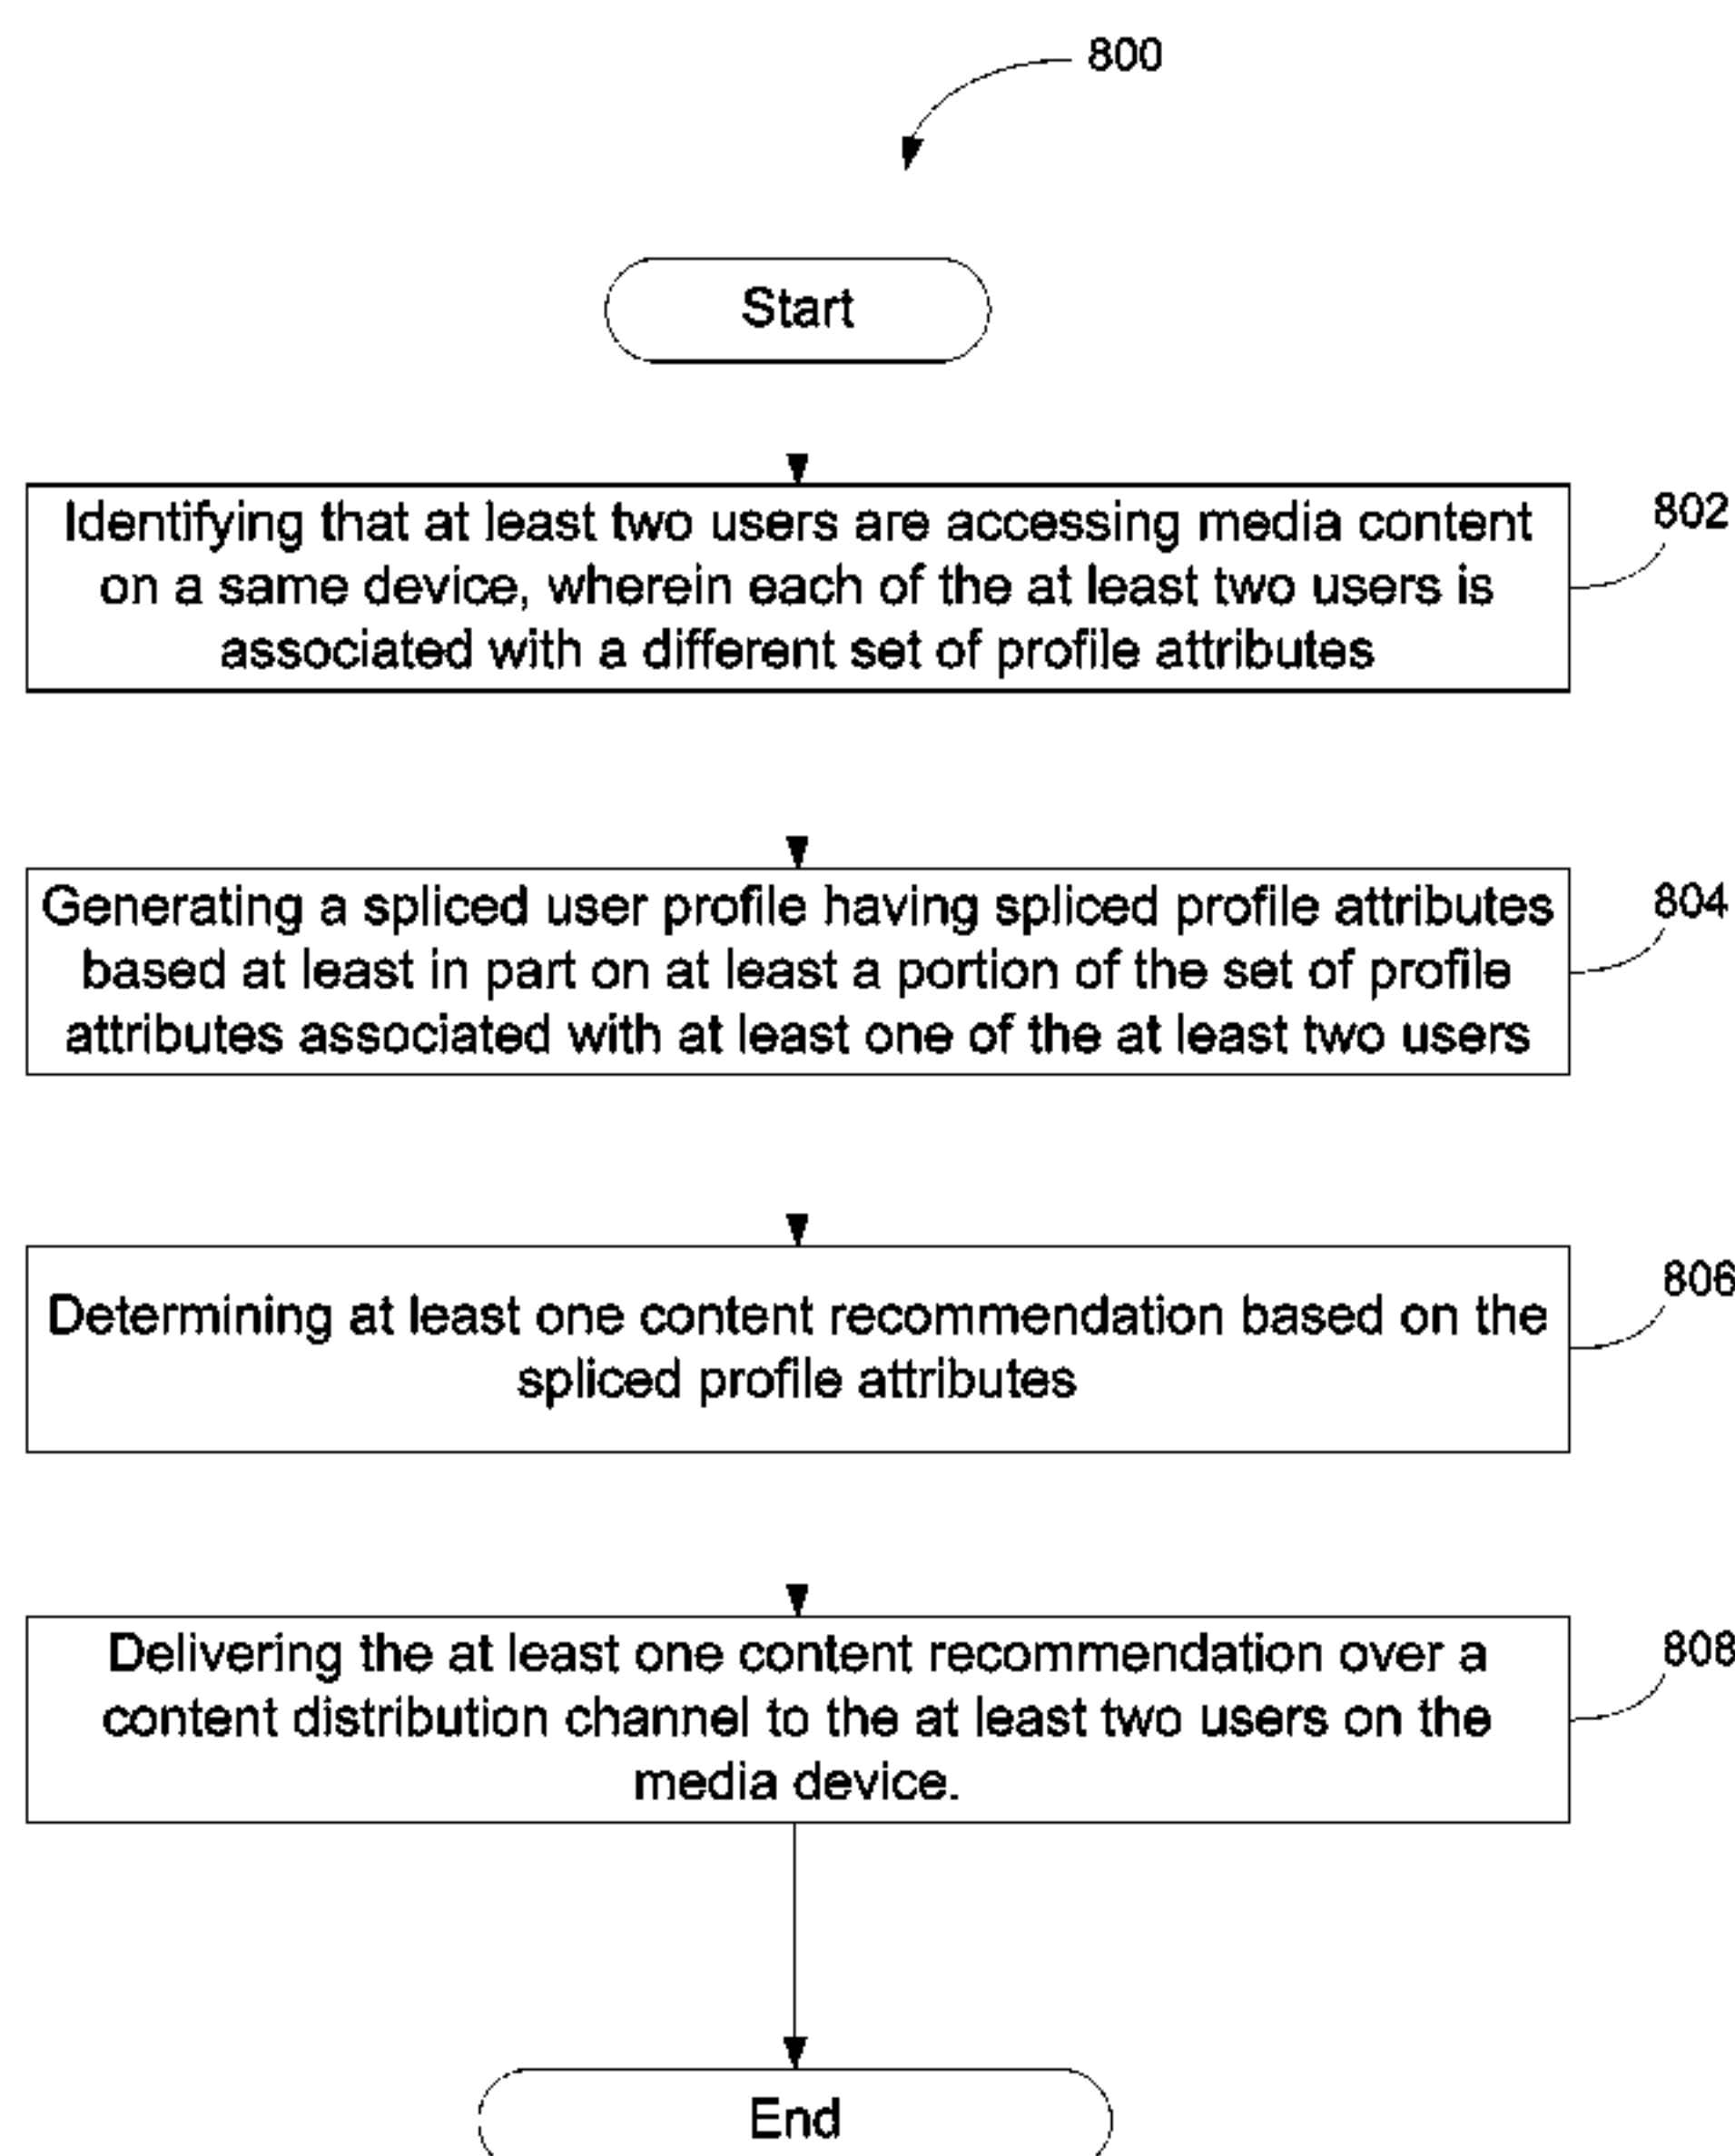 800
Start
Identifying that at least two users are accessing media content
on a same device, wherein each of the at least two users is
associated with a different set of profile attributes
802
Generating a spliced user profile having spliced profile attributes
based at least in part on at least a portion of the set of profile
attributes associated with at least one of the at least two users
804
Determining at least one content recommendation based on the
spliced profile attributes
806
Delivering the at least one content recommendation over a
content distribution channel to the at least two users on the
media device.
808
End